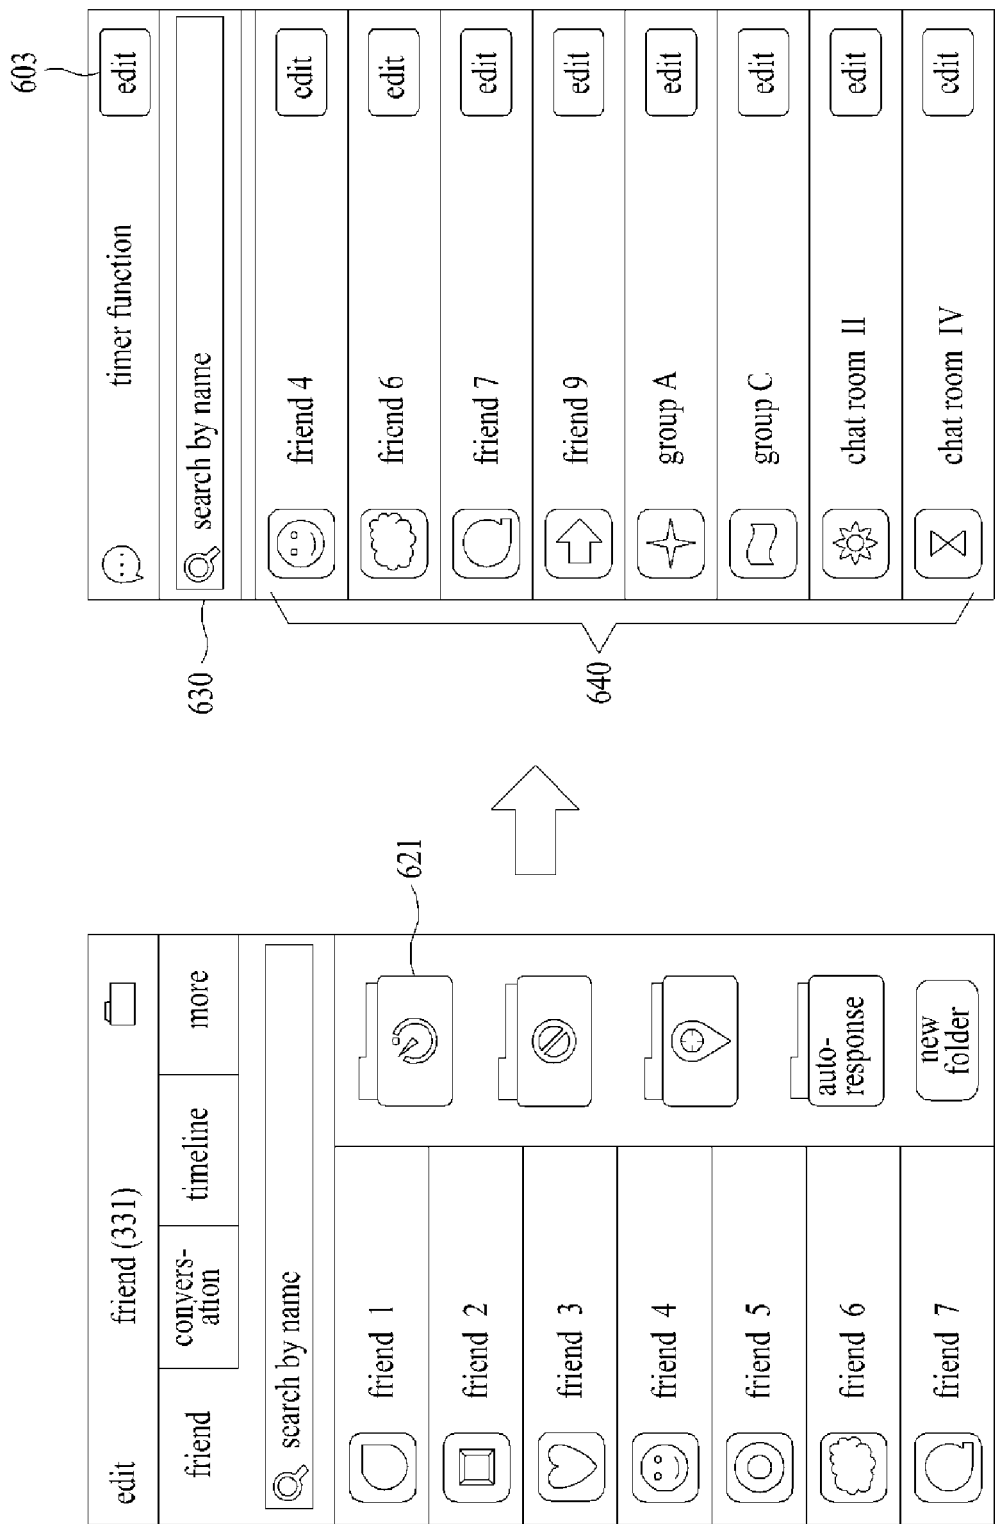 edit
friend (331)
friend
convers-
ation
timeline
more
search by name
friend 1
friend 2
friend 3
friend 4
friend 5
friend 6
friend 7
auto-
response
new
folder
621
603
timer function
edit
630
search by name
friend 4
edit
friend 6
edit
friend 7
edit
friend 9
edit
group A
edit
group C
edit
chat room II
edit
chat room IV
edit
640